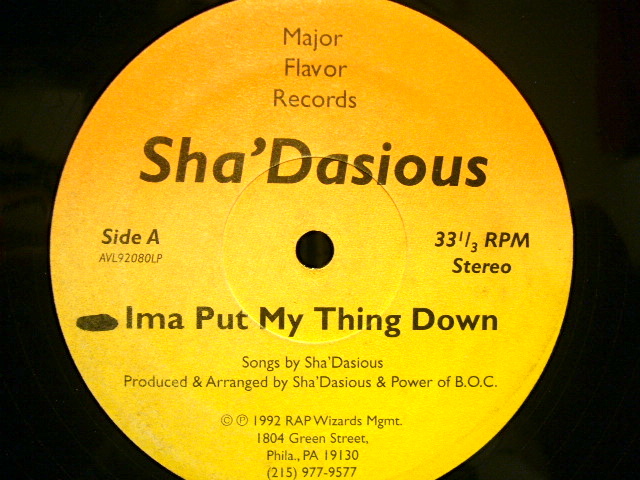 Major
Flavor
Records
Sha'Dasious
Side A
AVL92080LP
33 1/3 RPM
Stereo
Ima Put My Thing Down
Songs by Sha'Dasious
Produced & Arranged by Sha'Dasious & Power of B.O.C.
© ℗ 1992 RAP Wizards Mgmt.
1804 Green Street,
Phila., PA 19130
(215) 977-9577